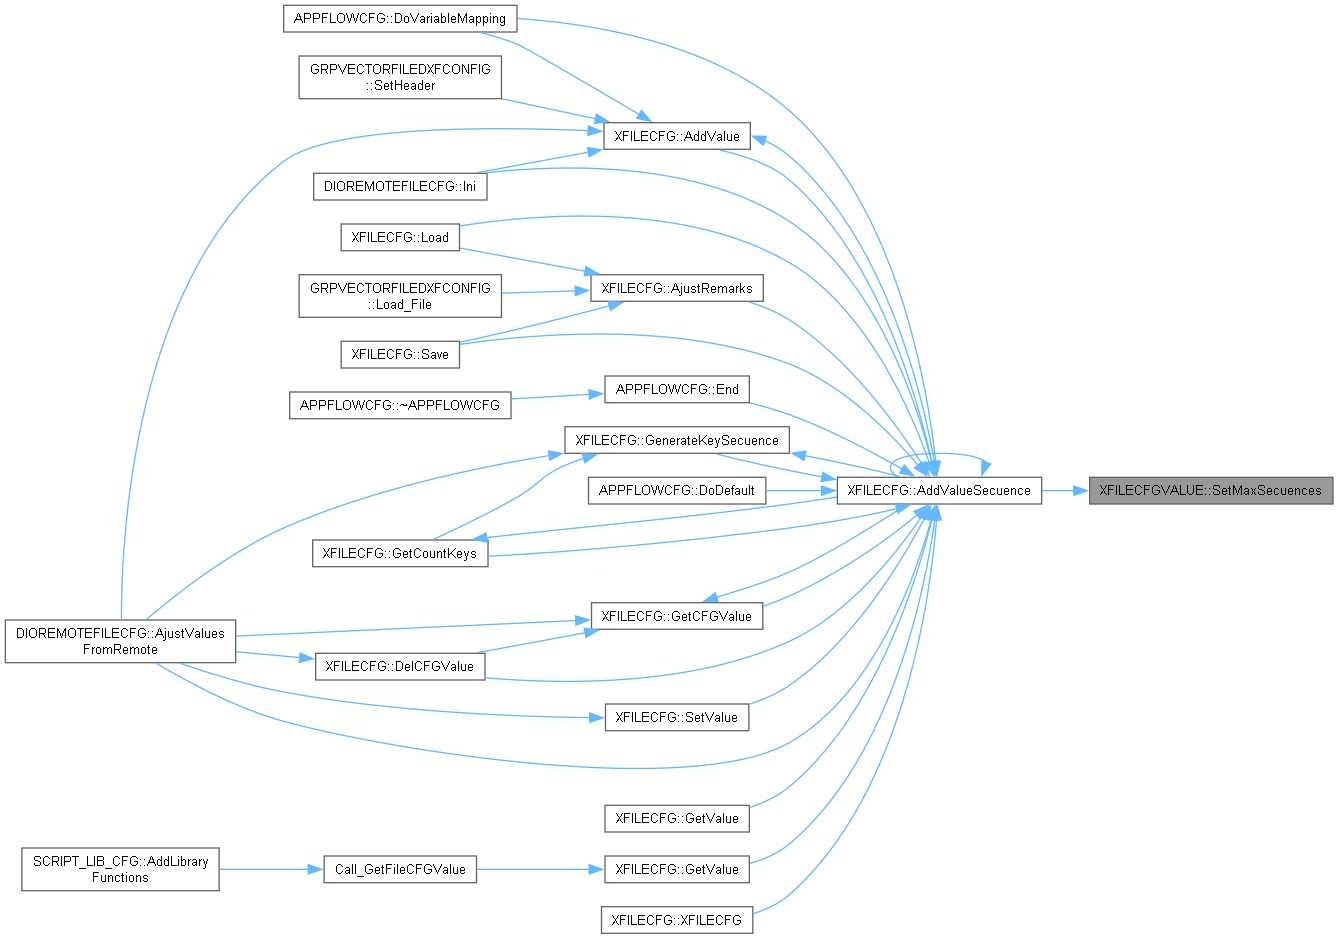 APPFLOWCFG::DoVariableMapping
GRPVECTORFILEDXFCONFIG
::SetHeader
XFILECFG::AddValue
DIOREMOTEFILECFG::Ini
XFILECFG::Load
GRPVECTORFILEDXFCONFIG
::Load_File
XFILECFG::AjustRemarks
XFILECFG::Save
APPFLOWCFG::End
APPFLOWCFG::~APPFLOWCFG
XFILECFG::GenerateKeySecuence
APPFLOWCFG::DoDefault
XFILECFG::AddValueSecuence
XFILECFGVALUE::SetMaxSecuences
XFILECFG::GetCountKeys
XFILECFG::GetCFGValue
DIOREMOTEFILECFG::AjustValues
FromRemote
XFILECFG::DelCFGValue
XFILECFG::SetValue
XFILECFG::GetValue
SCRIPT_LIB_CFG::AddLibrary
Functions
Call_GetFileCFGValue
XFILECFG::GetValue
XFILECFG::XFILECFG